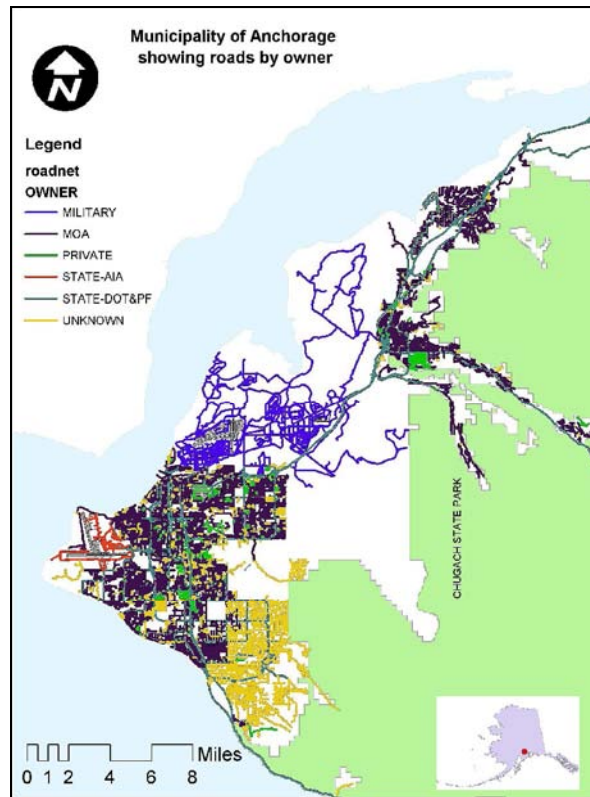 Municipality of Anchorage
showing roads by owner
N
Legend
roadnet
OWNER
MILITARY
MOA
PRIVATE
STATE-AIA
STATE-DOT&PF
UNKNOWN
CHUGACH STATE PARK
Miles
0 1 2 4 6 8